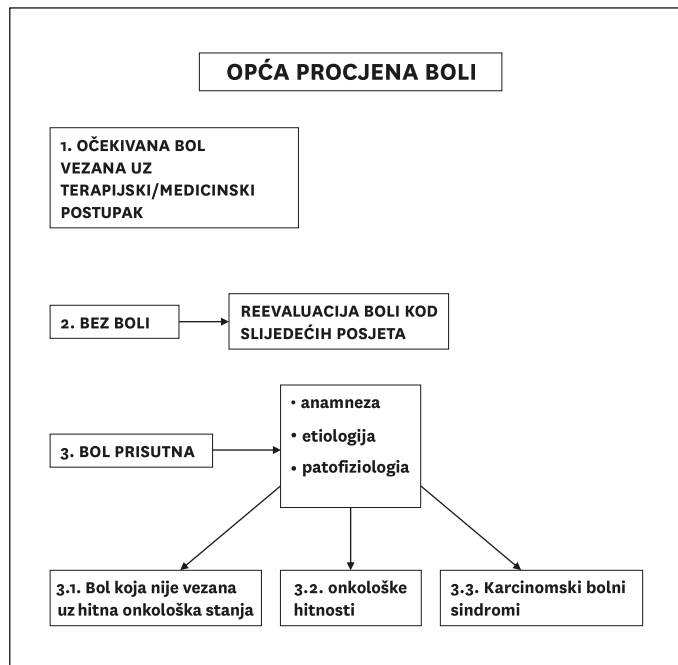 OPĆA PROCJENA BOLI
1. OČEKIVANA BOL
VEZANA UZ
TERAPIJSKI/MEDICINSKI
POSTUPAK
2. BEZ BOLI
REEVALUACIJA BOLI KOD
SLIJEDEĆIH POSJETA
3. BOL PRISUTNA
• anamneza
• etiologija
• patofiziologia
3.1. Bol koja nije vezana
uz hitna onkološka stanja
3.2. onkološke
hitnosti
3.3. Karcinomski bolni
sindromi